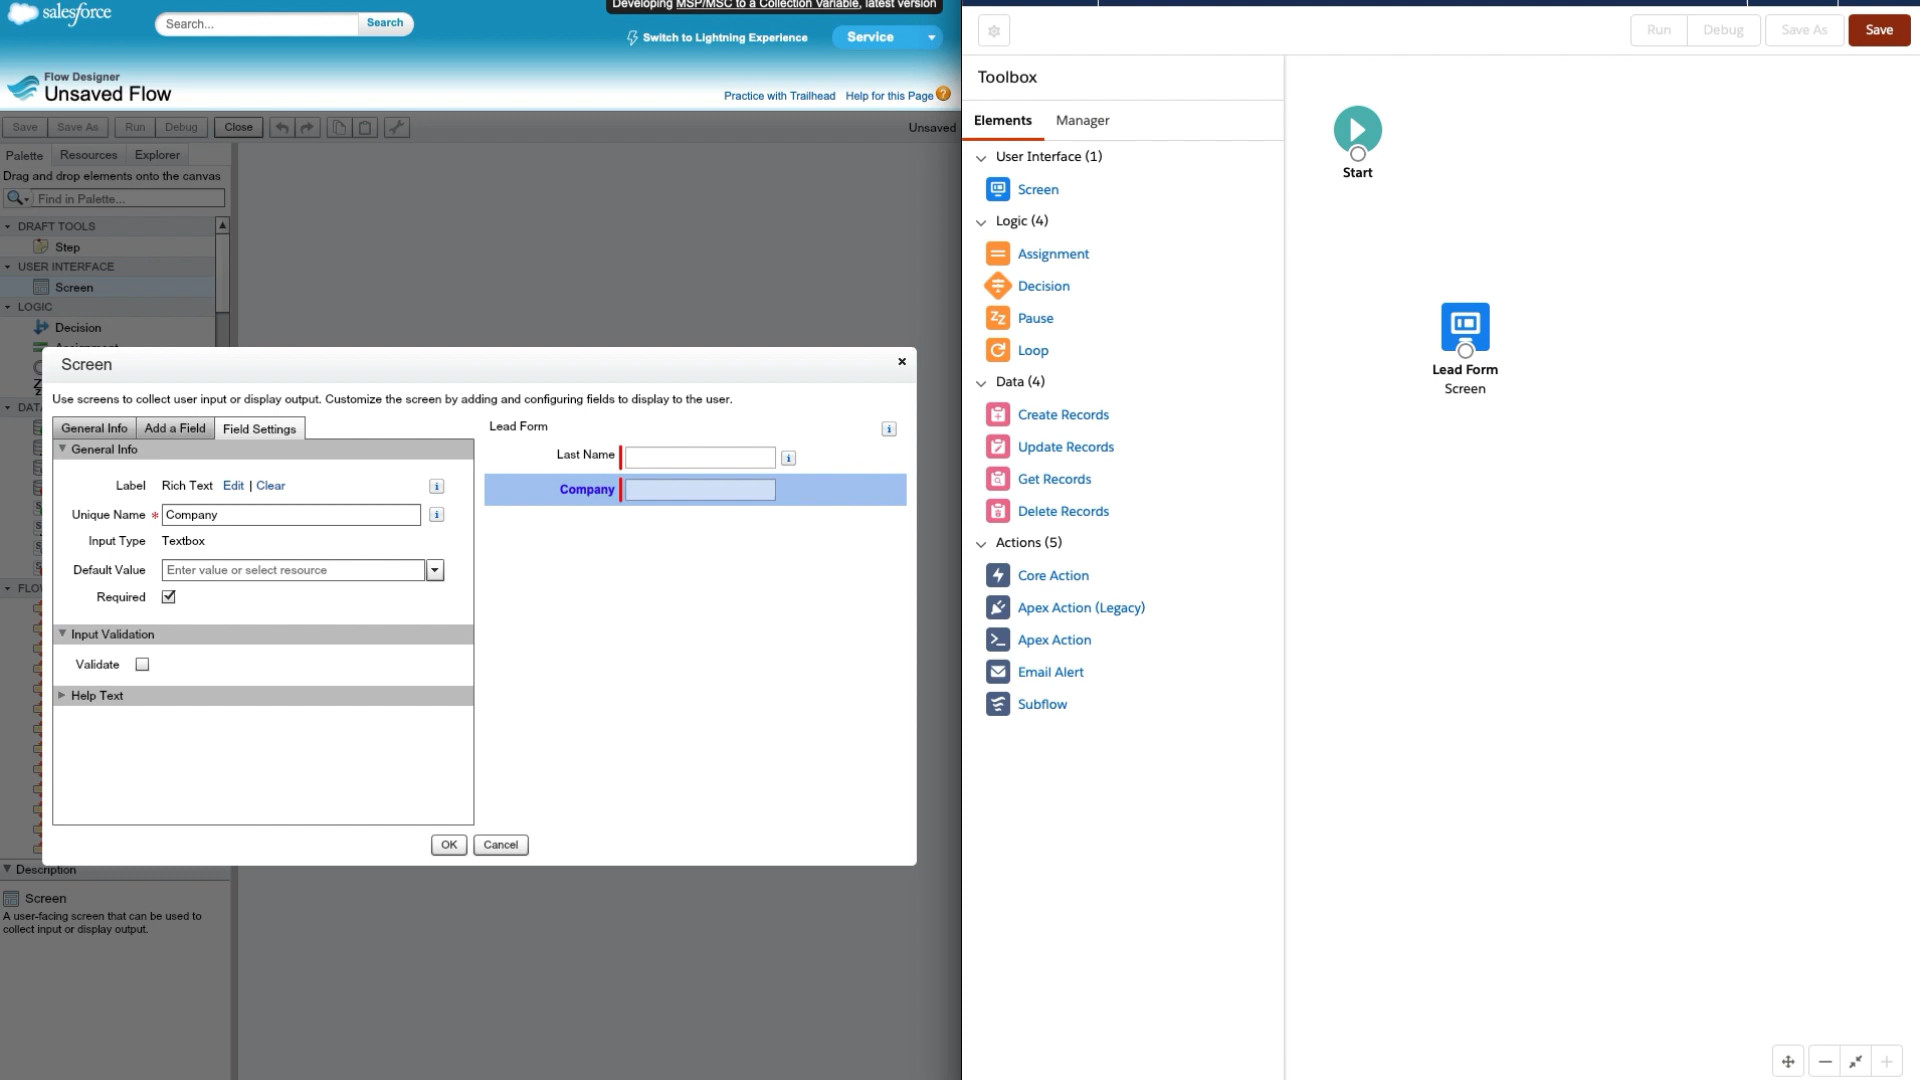 salesforce
Search...
Search
Developing MSP/MSC to a Collection Variable, latest version
Switch to Lightning Experience
Service
Flow Designer
Unsaved Flow
Practice with Trailhead
Help for this Page
Save
Save As
Run
Debug
Close
Unsaved
Palette
Resources
Explorer
Drag and drop elements onto the canvas
Find in Palette...
DRAFT TOOLS
Step
USER INTERFACE
Screen
LOGIC
Decision
Screen
Use screens to collect user input or display output. Customize the screen by adding and configuring fields to display to the user.
General Info
Add a Field
Field Settings
General Info
Label
Rich Text
Edit | Clear
Unique Name * Company
Input Type
Textbox
Default Value
Enter value or select resource
Required
Input Validation
Validate
Help Text
Lead Form
Last Name
Company
OK
Cancel
Description
Screen
A user-facing screen that can be used to
collect input or display output.
Run
Debug
Save As
Save
Toolbox
Elements
Manager
User Interface (1)
Screen
Logic (4)
Assignment
Decision
Pause
Loop
Data (4)
Create Records
Update Records
Get Records
Delete Records
Actions (5)
Core Action
Apex Action (Legacy)
Apex Action
Email Alert
Subflow
Start
Lead Form
Screen